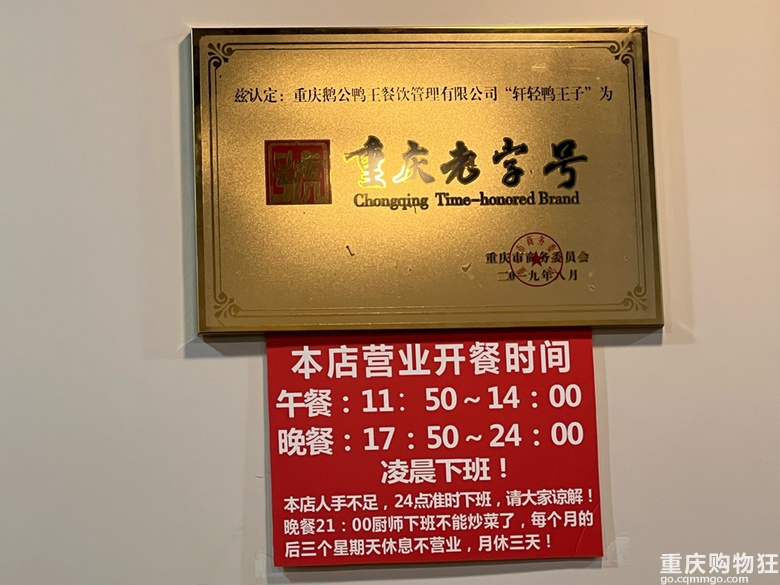 兹认定：重庆鹅公鸭王餐饮管理有限公司“轩轻鸭王子”为
號
重庆老字号
Chongqing Time-honored Brand
重庆市商务委员会
二0一九年八月
本店营业开餐时间
午餐：11：50～14：00
晚餐：17：50～24：00
凌晨下班！
本店人手不足，24点准时下班，请大家谅解！
晚餐21：00厨师下班不能炒菜了，每个月的
后三个星期天休息不营业，月休三天！
重庆购物狂
go.cqmmgo.com